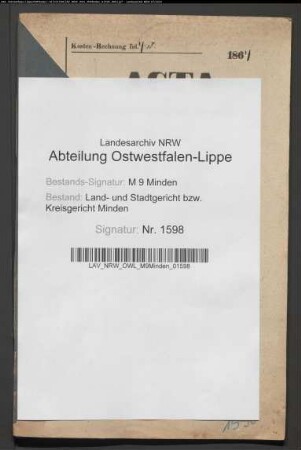 Kosten-Rechnung fol.
186
ACTA
Landesarchiv NRW
Abteilung Ostwestfalen-Lippe
Bestands-Signatur: M 9 Minden
Bestand: Land- und Stadtgericht bzw.
Kreisgericht Minden
Signatur: Nr. 1598
LAV_NRW_OWL_M9Minden_01598